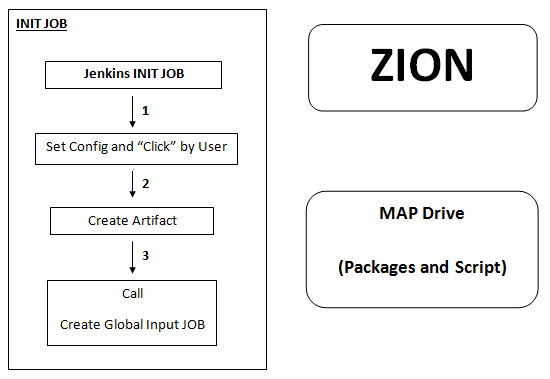 INIT JOB
Jenkins INIT JOB
1
Set Config and “Click” by User
2
Create Artifact
3
Call
Create Global Input JOB
ZION
MAP Drive
(Packages and Script)